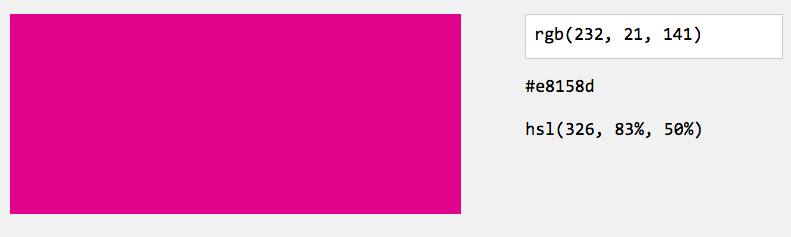 rgb(232, 21, 141)
#e8158d
hsl(326, 83%, 50%)